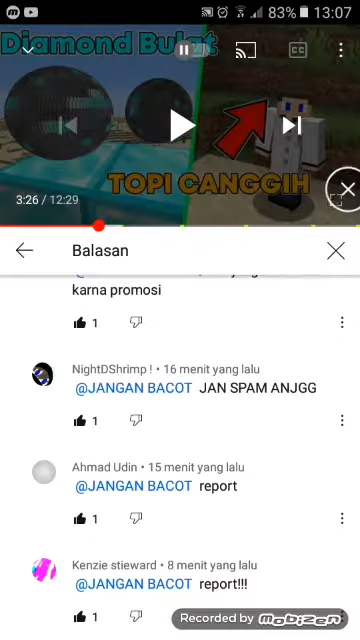 83% 13:07
Diamond Bulat
CC
TOPI CANGGIH
3:26 / 12:29
Balasan
karna promosi
1
NightDShrimp ! • 16 menit yang lalu
@JANGAN BACOT JAN SPAM ANJGG
1
Ahmad Udin • 15 menit yang lalu
@JANGAN BACOT report
1
Kenzie stieward • 8 menit yang lalu
@JANGAN BACOT report!!!
1
Recorded by Mobizen